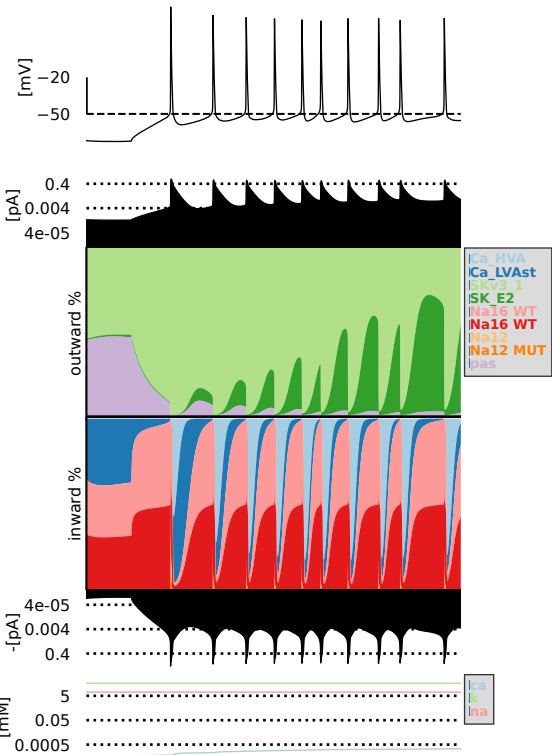 [mV]
−20
−50
[pA]
0.4
0.004
4e-05
outward %
Ca_HVA
Ca_LVAst
SKv3_1
SK_E2
Na16 WT
Na16 WT
Na12
Na12 MUT
pas
inward %
-[pA]
4e-05
0.004
0.4
[mM]
5
0.05
0.0005
ca
k
na